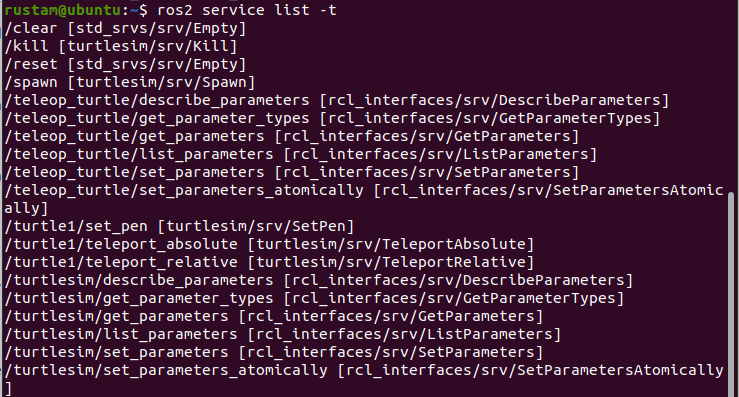 rustam@ubuntu:~$ ros2 service list -t
/clear [std_srvs/srv/Empty]
/kill [turtlesim/srv/Kill]
/reset [std_srvs/srv/Empty]
/spawn [turtlesim/srv/Spawn]
/teleop_turtle/describe_parameters [rcl_interfaces/srv/DescribeParameters]
/teleop_turtle/get_parameter_types [rcl_interfaces/srv/GetParameterTypes]
/teleop_turtle/get_parameters [rcl_interfaces/srv/GetParameters]
/teleop_turtle/list_parameters [rcl_interfaces/srv/ListParameters]
/teleop_turtle/set_parameters [rcl_interfaces/srv/SetParameters]
/teleop_turtle/set_parameters_atomically [rcl_interfaces/srv/SetParametersAtomic
ally]
/turtle1/set_pen [turtlesim/srv/SetPen]
/turtle1/teleport_absolute [turtlesim/srv/TeleportAbsolute]
/turtle1/teleport_relative [turtlesim/srv/TeleportRelative]
/turtlesim/describe_parameters [rcl_interfaces/srv/DescribeParameters]
/turtlesim/get_parameter_types [rcl_interfaces/srv/GetParameterTypes]
/turtlesim/get_parameters [rcl_interfaces/srv/GetParameters]
/turtlesim/list_parameters [rcl_interfaces/srv/ListParameters]
/turtlesim/set_parameters [rcl_interfaces/srv/SetParameters]
/turtlesim/set_parameters_atomically [rcl_interfaces/srv/SetParametersAtomically
]